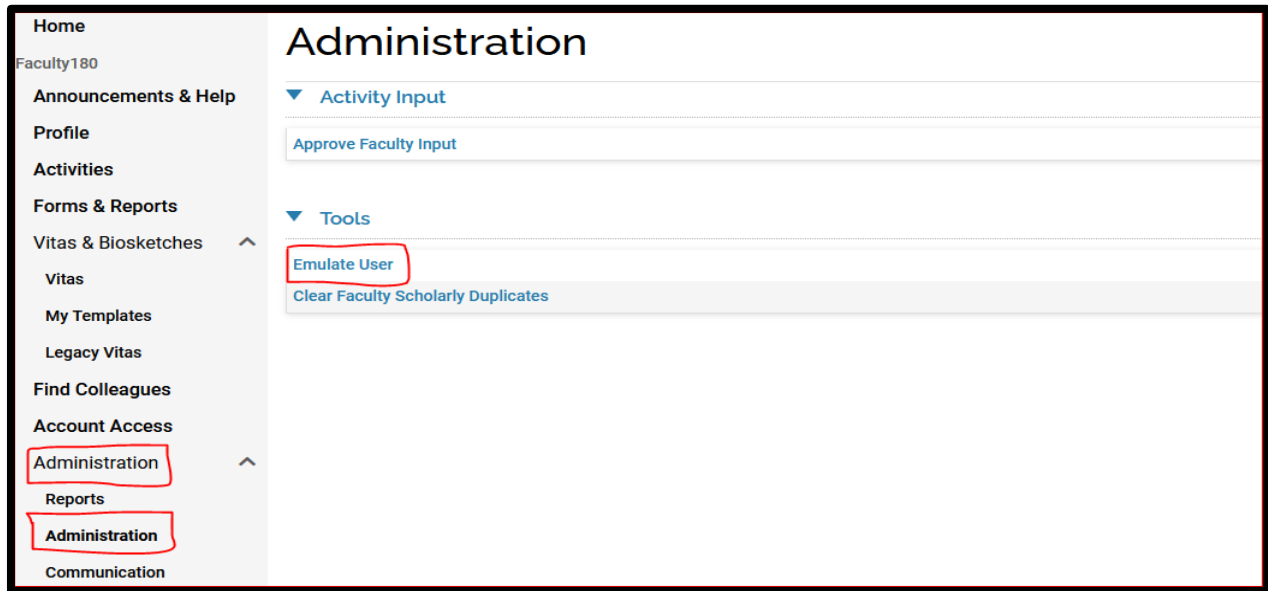 Home
Faculty180
Announcements & Help
Profile
Activities
Forms & Reports
Vitas & Biosketches
Vitas
My Templates
Legacy Vitas
Find Colleagues
Account Access
Administration
Reports
Administration
Communication
Administration
Activity Input
Approve Faculty Input
Tools
Emulate User
Clear Faculty Scholarly Duplicates